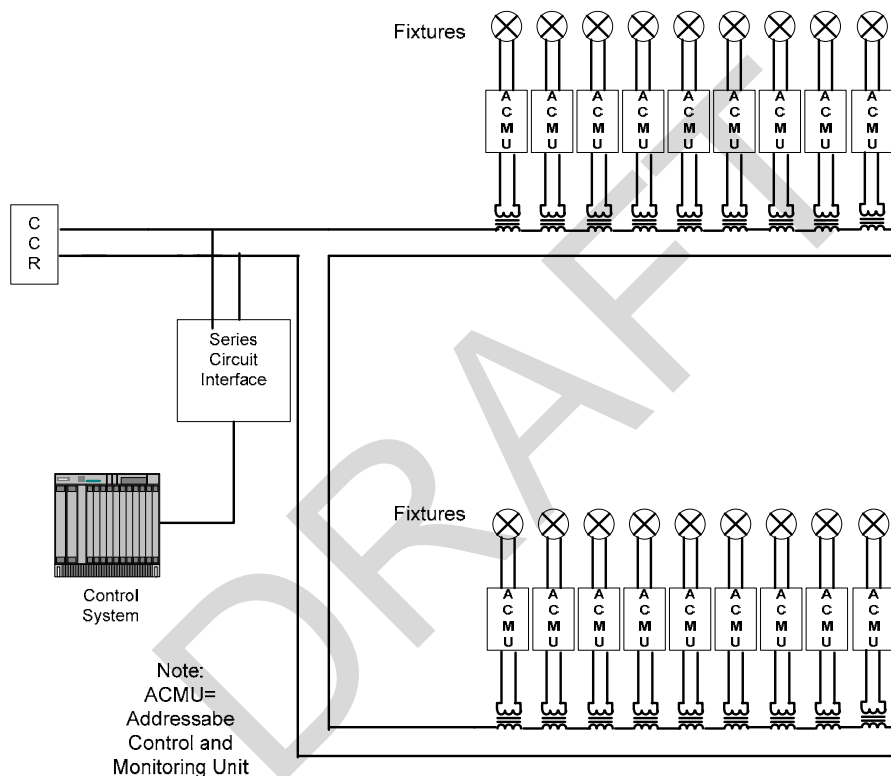 Fixtures
A C M U
A C M U
A C M U
A C M U
A C M U
A C M U
A C M U
A C M U
A C M U
C C R
Series
Circuit
Interface
Control
System
Fixtures
A C M U
A C M U
A C M U
A C M U
A C M U
A C M U
A C M U
A C M U
A C M U
Note:
ACMU=
Addressabe
Control and
Monitoring Unit
DRAFT